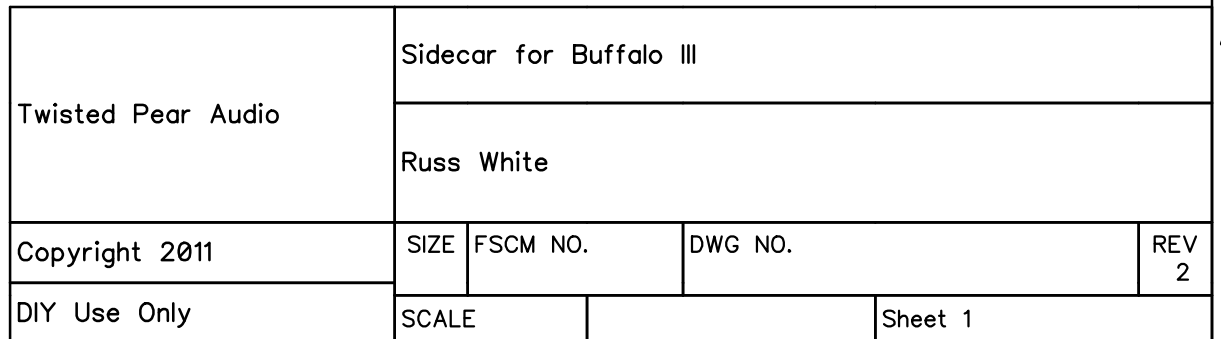 Twisted Pear Audio
Sidecar for Buffalo III
Russ White
Copyright 2011
SIZE
FSCM NO.
DWG NO.
REV
2
DIY Use Only
SCALE
Sheet 1